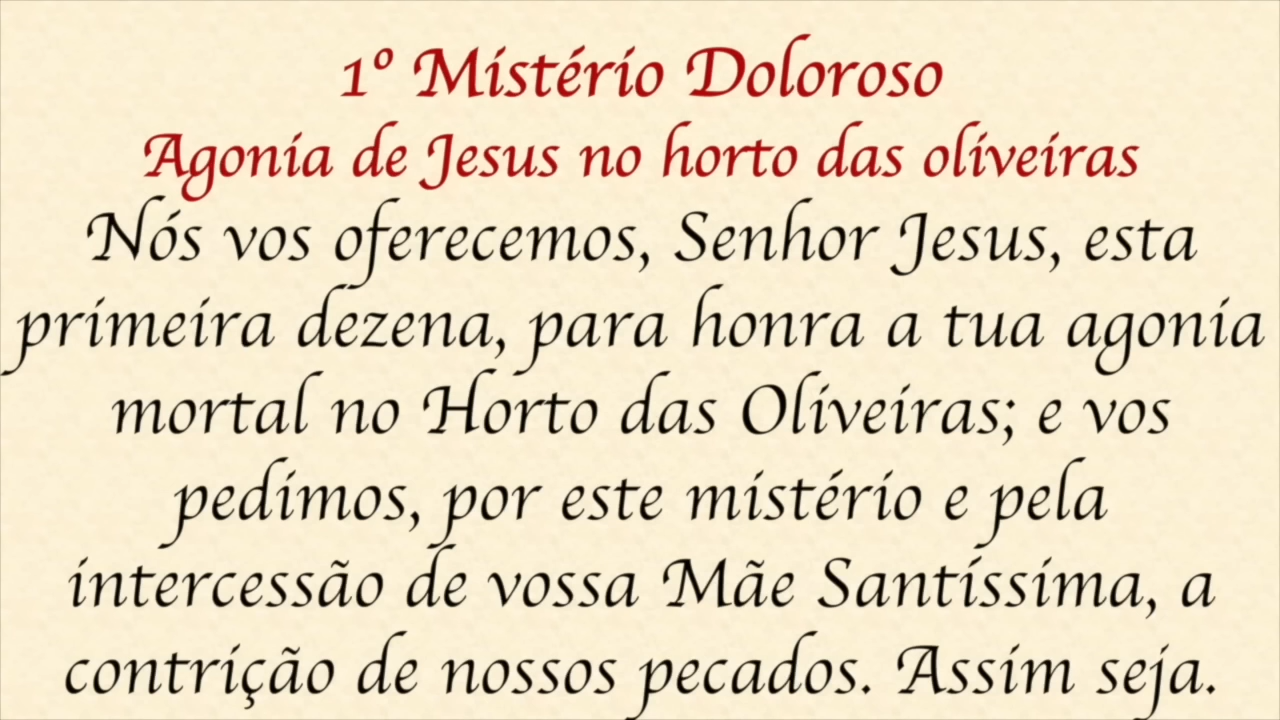 1º Mistério Doloroso
Agonia de Jesus no horto das oliveiras
Nós vos oferecemos, Senhor Jesus, esta
primeira dezena, para honra a tua agonia
mortal no Horto das Oliveiras; e vos
pedimos, por este mistério e pela
intercessão de vossa Mãe Santíssima, a
contrição de nossos pecados. Assim seja.